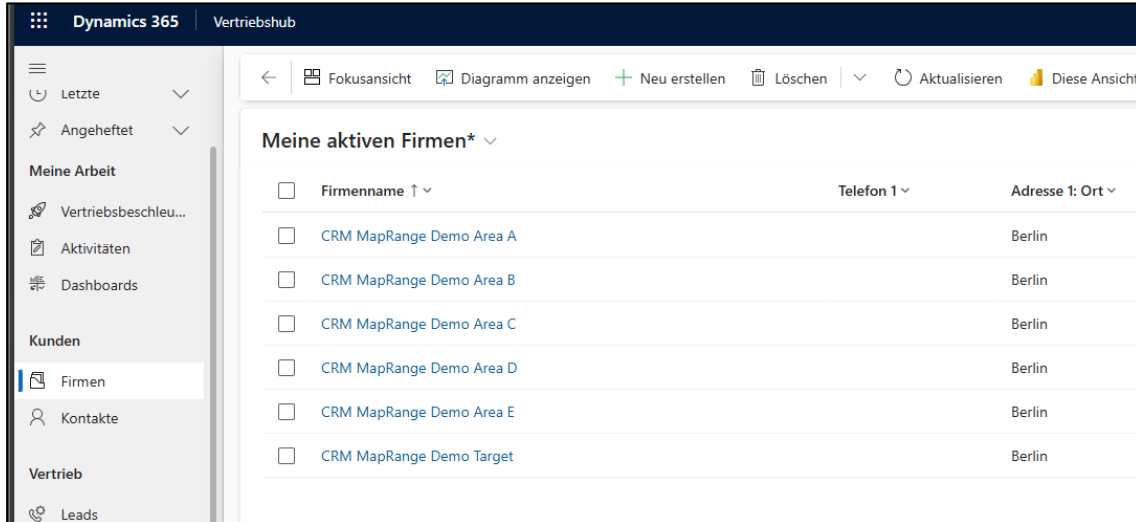 Dynamics 365 Vertriebshub
Letzte
Angeheftet
Meine Arbeit
Vertriebsbeschleu...
Aktivitäten
Dashboards
Kunden
Firmen
Kontakte
Vertrieb
Leads
Fokusansicht Diagramm anzeigen Neu erstellen Löschen Aktualisieren Diese Ansicht
Meine aktiven Firmen*
Firmenname Telefon 1 Adresse 1: Ort
CRM MapRange Demo Area A Berlin
CRM MapRange Demo Area B Berlin
CRM MapRange Demo Area C Berlin
CRM MapRange Demo Area D Berlin
CRM MapRange Demo Area E Berlin
CRM MapRange Demo Target Berlin